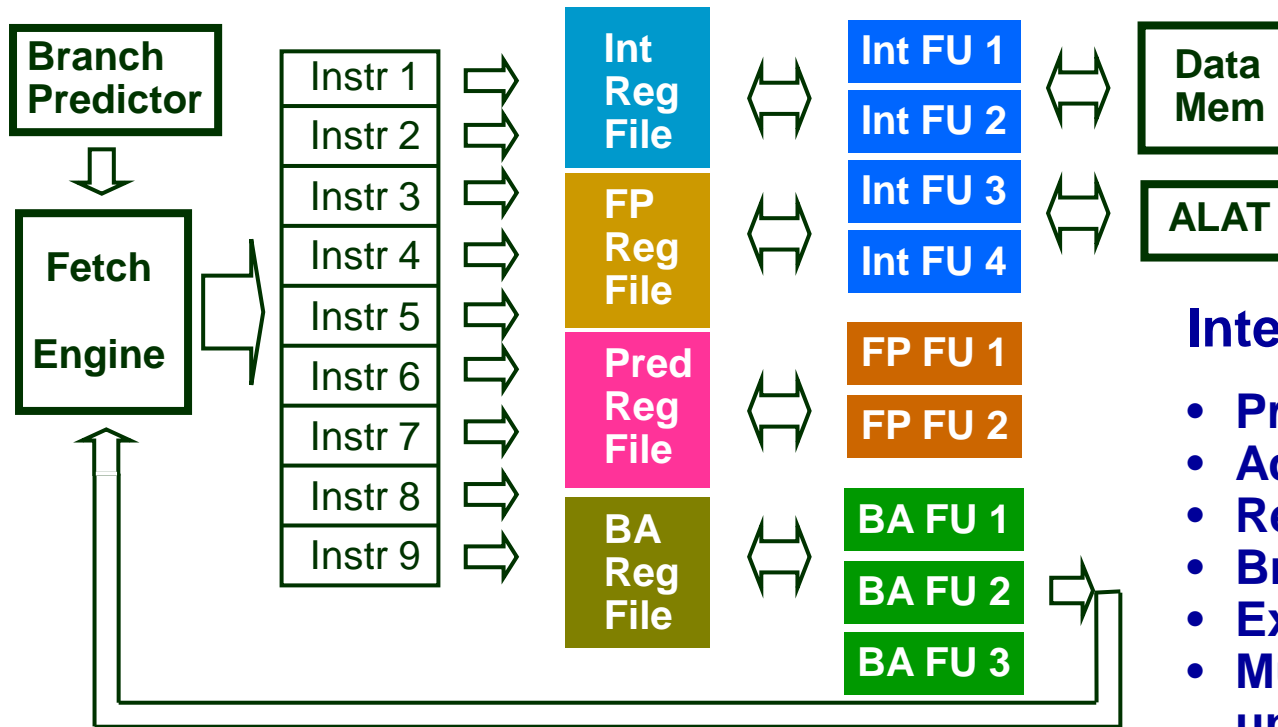 Branch
Predictor
Fetch
Engine
Instr 1
Instr 2
Instr 3
Instr 4
Instr 5
Instr 6
Instr 7
Instr 8
Instr 9
Int
Reg
File
FP
Reg
File
Pred
Reg
File
BA
Reg
File
Int FU 1
Int FU 2
Int FU 3
Int FU 4
FP FU 1
FP FU 2
BA FU 1
BA FU 2
BA FU 3
Data
Mem
ALAT